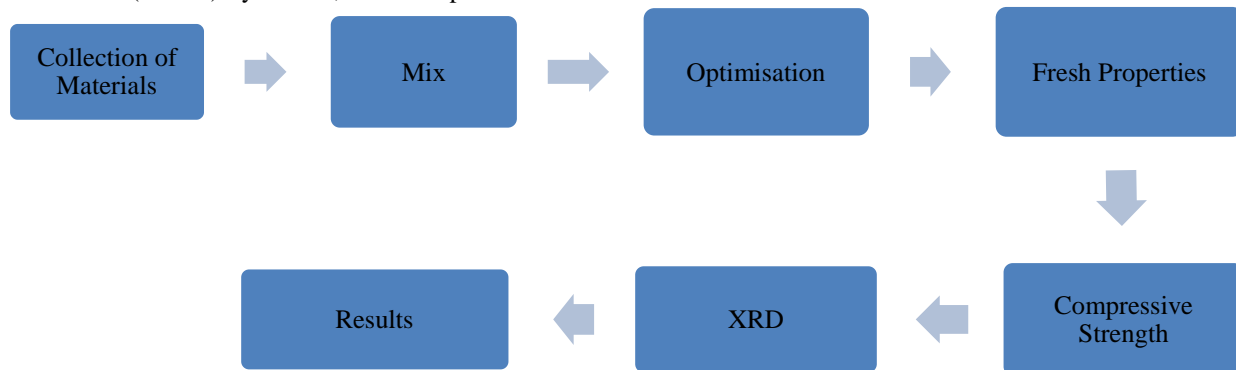 Collection of
Materials
Mix
Optimisation
Fresh Properties
Compressive
Strength
XRD
Results